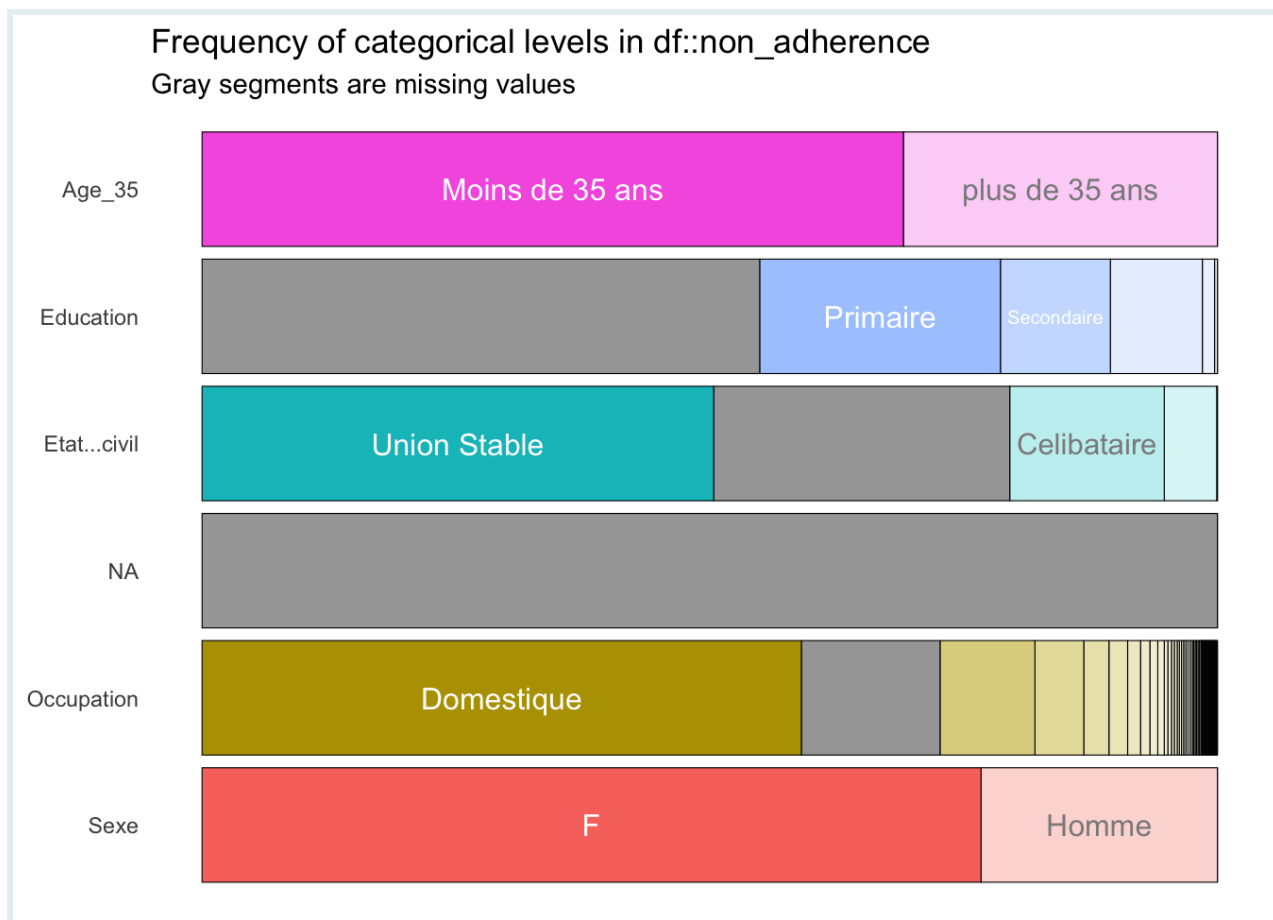 Frequency of categorical levels in df::non_adherence
Gray segments are missing values
Age_35
Moins de 35 ans
plus de 35 ans
Education
Primaire
Secondaire
Etat...civil
Union Stable
Celibataire
NA
Occupation
Domestique
Sexe
F
Homme